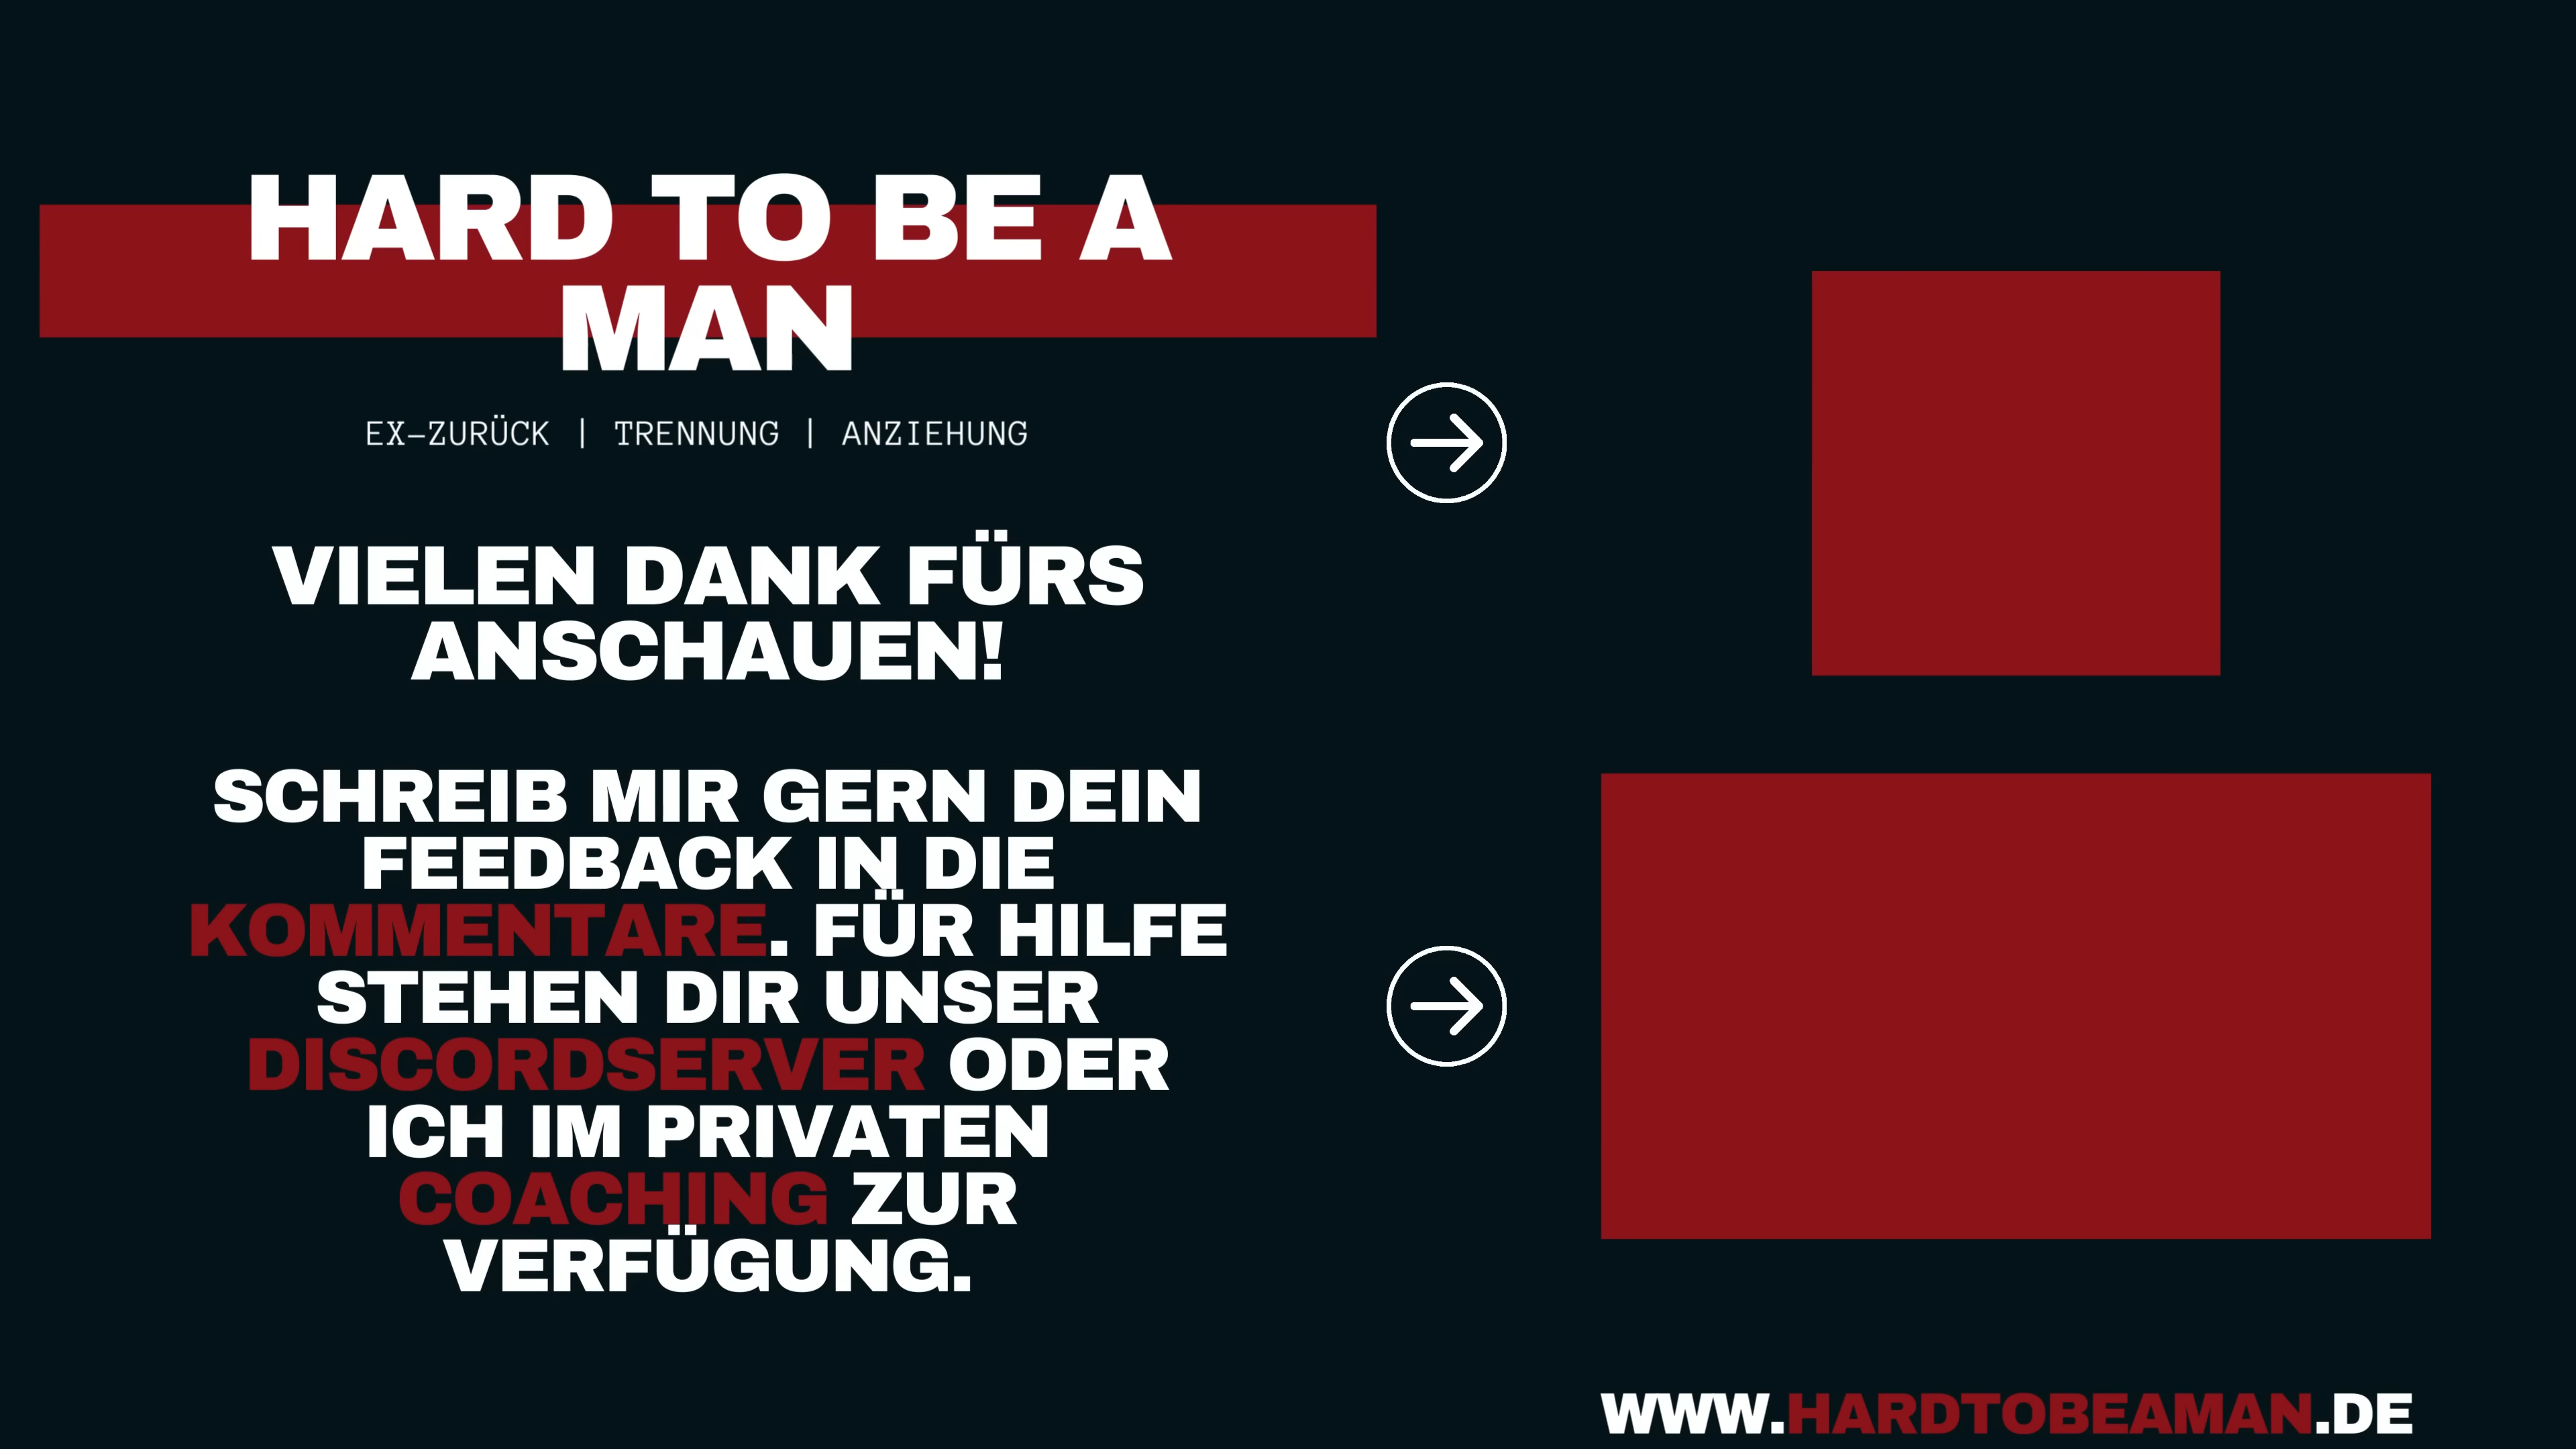 HARD TO BE A
MAN
EX-ZURÜCK | TRENNUNG | ANZIEHUNG
VIELEN DANK FÜRS
ANSCHAUEN!
SCHREIB MIR GERN DEIN
FEEDBACK IN DIE
KOMMENTARE. FÜR HILFE
STEHEN DIR UNSER
DISCORDSERVER ODER
ICH IM PRIVATEN
COACHING ZUR
VERFÜGUNG.
WWW.HARDTOBEAMAN.DE